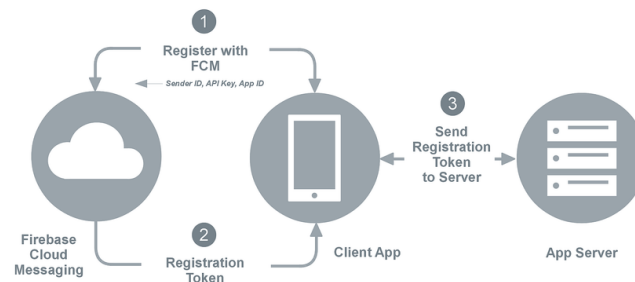 1
Register with
FCM
Sender ID, API Key, App ID
3
Send
Registration
Token
to Server
2
Registration
Token
Firebase
Cloud
Messaging
Client App
App Server